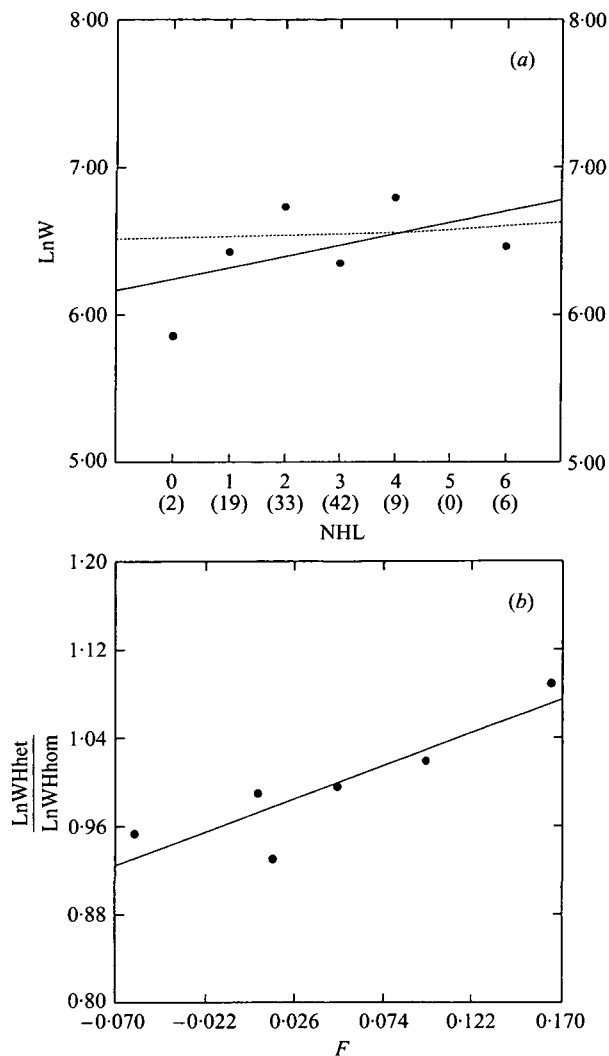 8·00 8·00
(a)
7·00 7·00
LnW
6·00 6·00
5·00 5·00
0 1 2 3 4 5 6
(2) (19) (33) (42) (9) (0) (6)
NHL
1·20
(b)
1·12
1·04
LnWHhet
LnWHhom
0·96
0·88
0·80
−0·070 −0·022 0·026 0·074 0·122 0·170
F